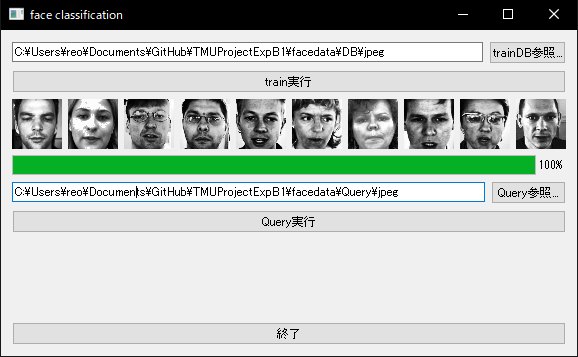 face classification
C:¥Users¥reo¥Documents¥GitHub¥TMUProjectExpB1¥facedata¥DB¥jpeg
trainDB参照...
train実行
100%
C:¥Users¥reo¥Documents¥GitHub¥TMUProjectExpB1¥facedata¥Query¥jpeg
Query参照...
Query実行
終了